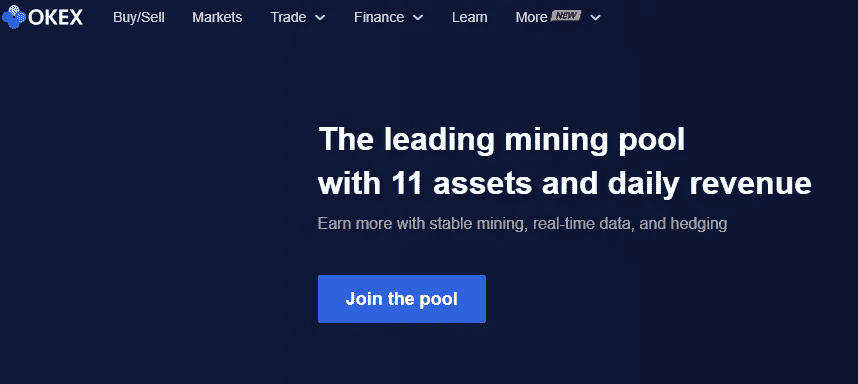 OKEX Buy/Sell Markets Trade Finance Learn More NEW
The leading mining pool
with 11 assets and daily revenue
Earn more with stable mining, real-time data, and hedging
Join the pool